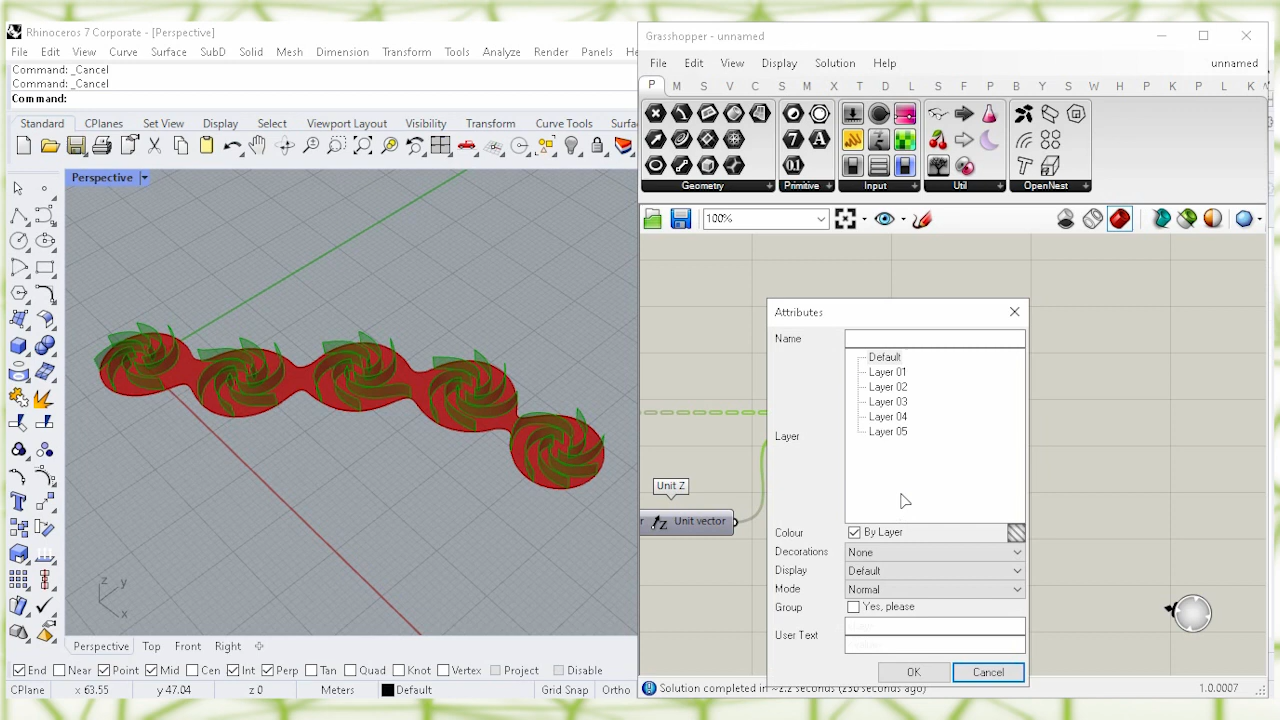 Rhinoceros 7 Corporate - [Perspective]
File Edit View Curve Surface SubD Solid Mesh Dimension Transform Tools Analyze Render Panels He
Command: _Cancel
Command: _Cancel
Command:
Standard CPlanes Set View Display Select Viewport Layout Visibility Transform Curve Tools Surfa
Perspective
z y x
Perspective Top Front Right
End Near Point Mid Cen Int Perp Tan Quad Knot Vertex Project Disable
CPlane x 63.55 y 47.04 z 0 Default Grid Snap Ortho
Grasshopper - unnamed
File Edit View Display Solution Help unnamed
P M S V C M X T D L S F P B Y S W H K P L K W
Geometry Primitive Input Util OpenNest
100%
Unit Z
Unit vector
Attributes
Name
Default
Layer 01
Layer 02
Layer 03
Layer 04
Layer 05
Layer
Colour By Layer
Decorations None
Display Default
Mode Normal
Group Yes, please
User Text
OK Cancel
Solution completed in ~2.2 seconds
1.0.0007